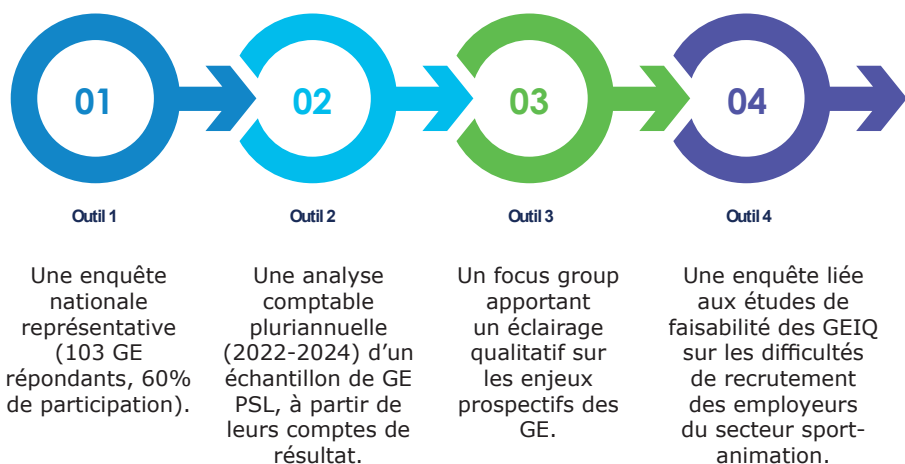 01
02
03
04
Outil 1
Outil 2
Outil 3
Outil 4
Une enquête
nationale
représentative
(103 GE
répondants, 60%
de participation).
Une analyse
comptable
pluriannuelle
(2022-2024) d'un
échantillon de GE
PSL, à partir de
leurs comptes de
résultat.
Un focus group
apportant
un éclairage
qualitatif sur
les enjeux
prospectifs des
GE.
Une enquête liée
aux études de
faisabilité des GEIQ
sur les difficultés
de recrutement
des employeurs
du secteur sport-
animation.